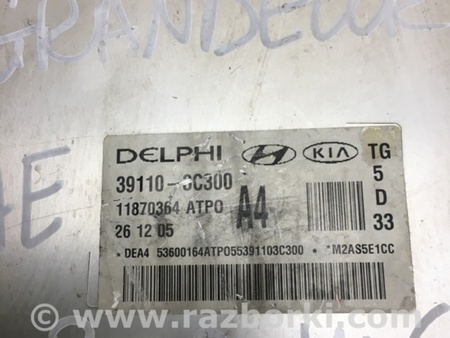 GRANDEUR
DELPHI HYUNDAI KIA TG
39110-3C300 5
11870364 ATPO A4 D
26 12 05 33
* DEA4 53600164ATPO55391103C300 * *M2AS5E1CC
www.razborki.com